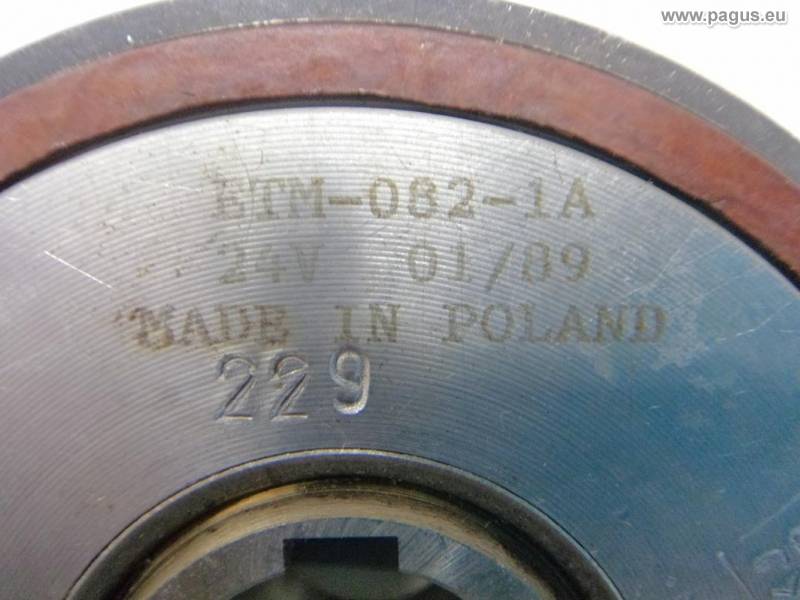 www.pagus.eu
ETM-082-1A
24V 01/89
MADE IN POLAND
229